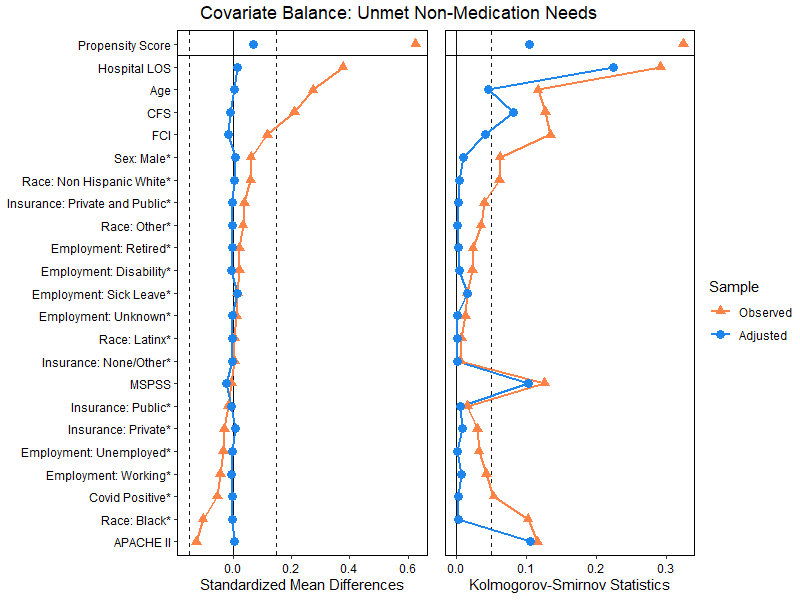 Covariate Balance: Unmet Non-Medication Needs
Propensity Score
Hospital LOS
Age
CFS
FCI
Sex: Male*
Race: Non Hispanic White*
Insurance: Private and Public*
Race: Other*
Employment: Retired*
Employment: Disability*
Employment: Sick Leave*
Employment: Unknown*
Race: Latinx*
Insurance: None/Other*
MSPSS
Insurance: Public*
Insurance: Private*
Employment: Unemployed*
Employment: Working*
Covid Positive*
Race: Black*
APACHE II
0.0 0.2 0.4 0.6
Standardized Mean Differences
0.0 0.1 0.2 0.3
Kolmogorov-Smirnov Statistics
Sample
Observed
Adjusted